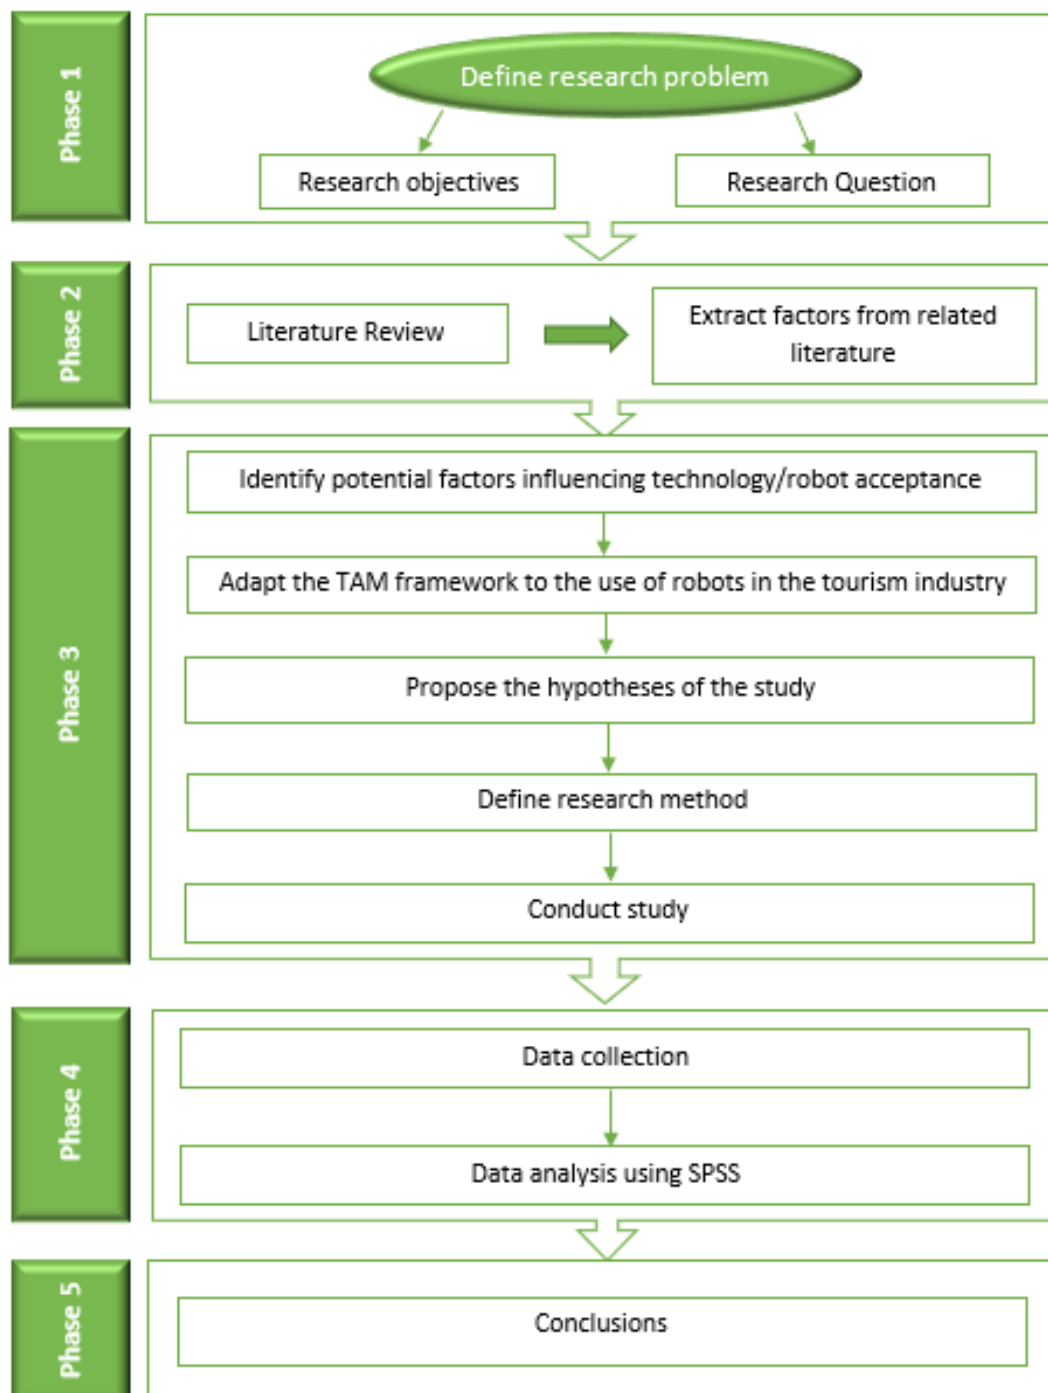 Phase 1
Define research problem
Research objectives
Research Question
Phase 2
Literature Review
Extract factors from related
literature
Phase 3
Identify potential factors influencing technology/robot acceptance
Adapt the TAM framework to the use of robots in the tourism industry
Propose the hypotheses of the study
Define research method
Conduct study
Phase 4
Data collection
Data analysis using SPSS
Phase 5
Conclusions